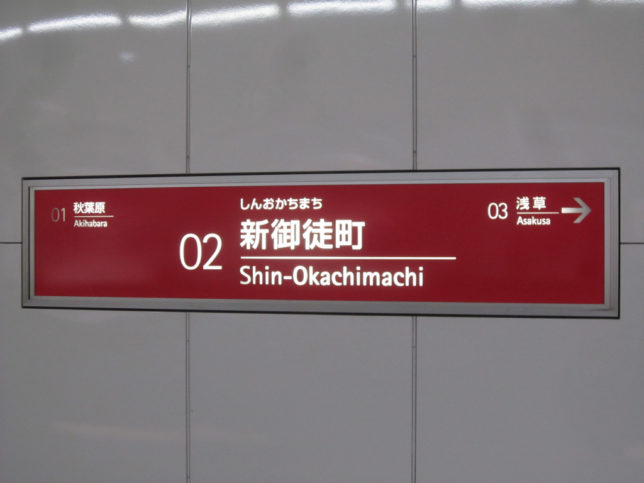 01 秋葉原
Akihabara
しんおかちまち
02 新御徒町
Shin-Okachimachi
03 浅草 →
Asakusa